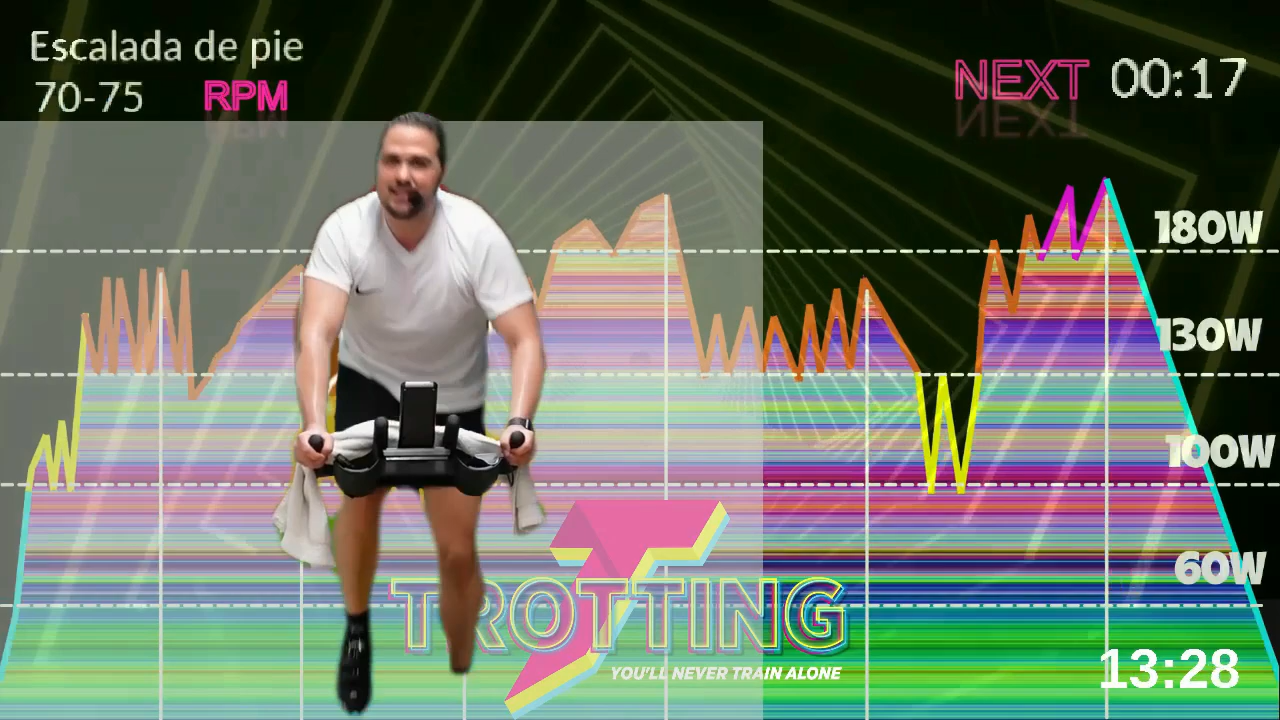 Escalada de pie
70-75 RPM
NEXT 00:17
180W
130W
100W
60W
TROTTING
YOU'LL NEVER TRAIN ALONE
13:28